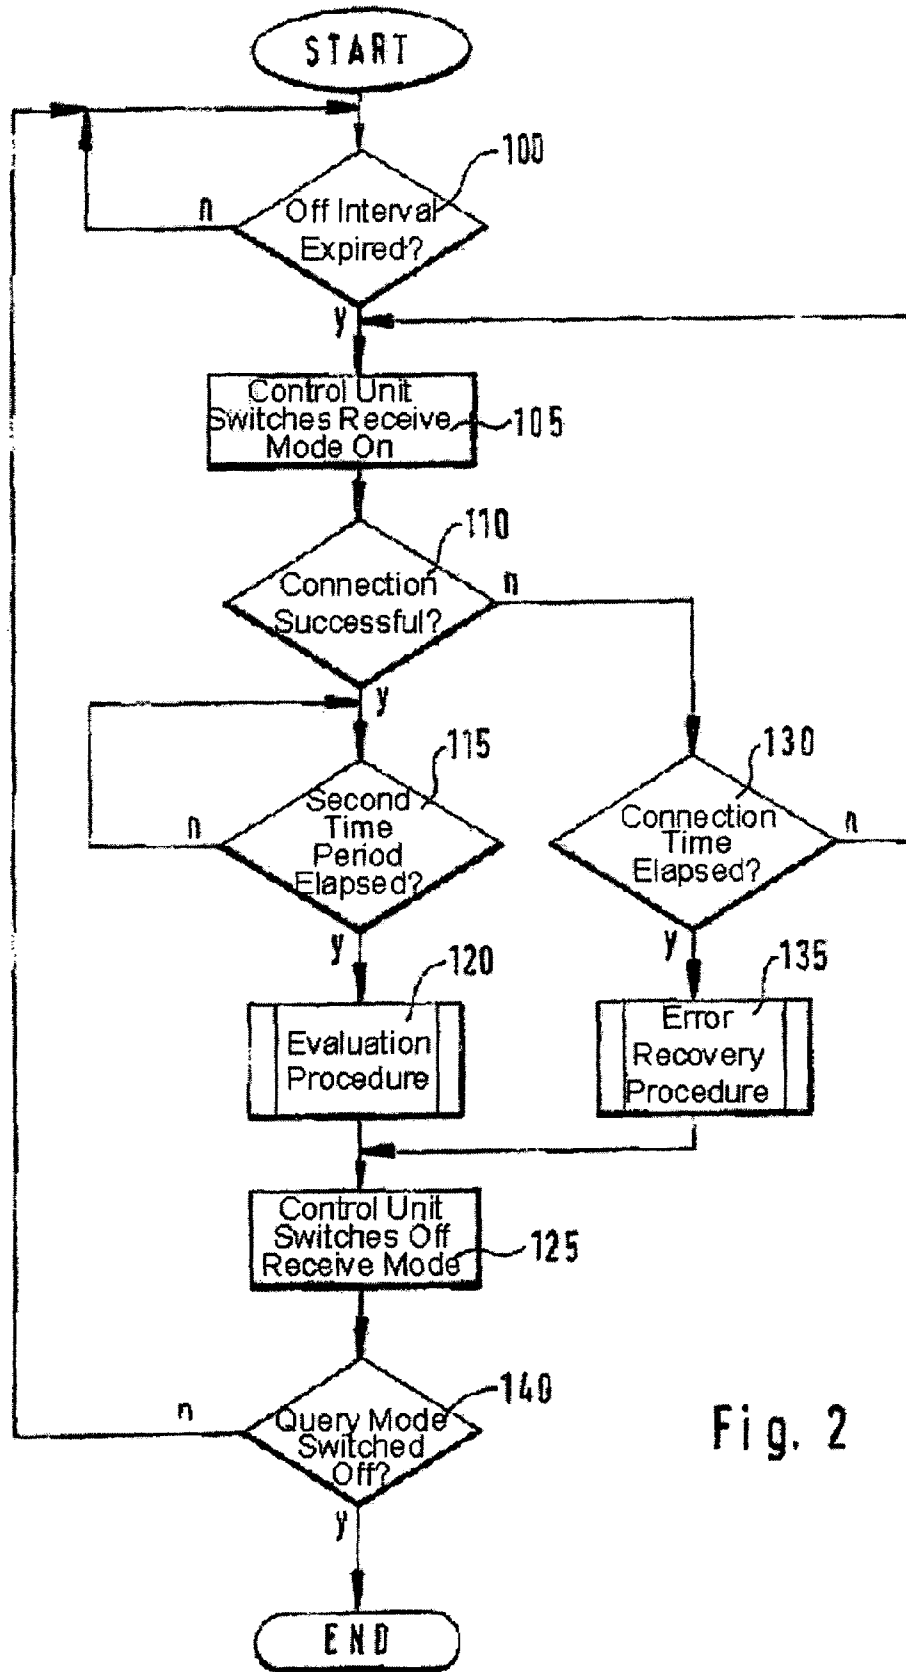 START
100
n
Off Interval
Expired?
y
Control Unit
Switches Receive
Mode On
105
110
n
Connection
Successful?
y
115
130
n
Second
Time
Period
Elapsed?
Connection
Time
Elapsed?
n
y
y
120
135
Evaluation
Procedure
Error
Recovery
Procedure
Control Unit
Switches Off
Receive Mode
125
140
n
Query Mode
Switched
Off?
Fig. 2
y
END